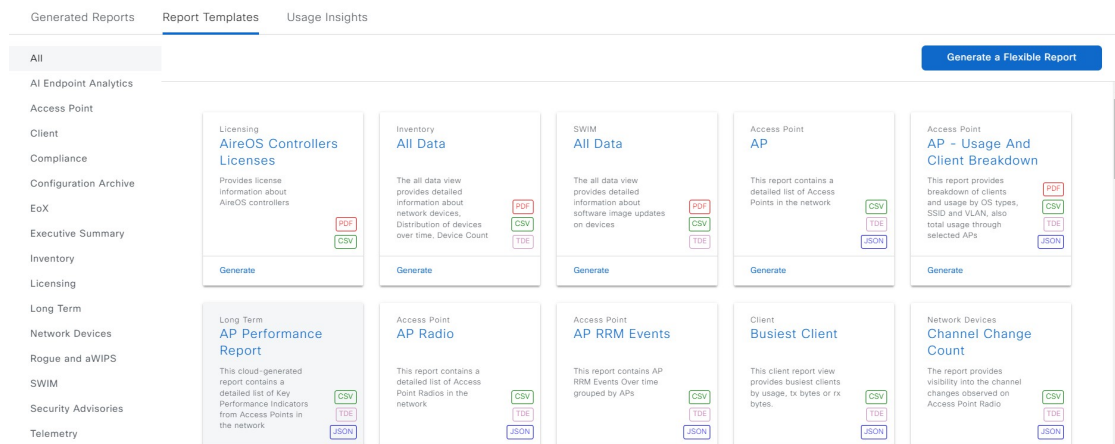 Generated Reports
Report Templates
Usage Insights
All
AI Endpoint Analytics
Access Point
Client
Compliance
Configuration Archive
EoX
Executive Summary
Inventory
Licensing
Long Term
Network Devices
Rogue and aWIPS
SWIM
Security Advisories
Telemetry
Generate a Flexible Report
Licensing
AireOS Controllers
Licenses
Provides license
information about
AireOS controllers
PDF
CSV
Generate
Inventory
All Data
The all data view
provides detailed
information about
network devices,
Distribution of devices
over time, Device Count
PDF
CSV
TDE
Generate
SWIM
All Data
The all data view
provides detailed
information about
software image updates
on devices
PDF
CSV
TDE
Generate
Access Point
AP
This report contains a
detailed list of Access
Points in the network
CSV
TDE
JSON
Generate
Access Point
AP - Usage And
Client Breakdown
This report provides
breakdown of clients
and usage by OS types,
SSID and VLAN, also
total usage through
selected APs
PDF
CSV
TDE
JSON
Generate
Long Term
AP Performance
Report
This cloud-generated
report contains a
detailed list of Key
Performance Indicators
from Access Points in
the network
CSV
TDE
JSON
Access Point
AP Radio
This report contains a
detailed list of Access
Point Radios in the
network
CSV
TDE
JSON
Access Point
AP RRM Events
This report contains AP
RRM Events Over time
grouped by APs
CSV
TDE
JSON
Client
Busiest Client
This client report view
provides busiest clients
by usage, tx bytes or rx
bytes.
CSV
TDE
JSON
Network Devices
Channel Change
Count
The report provides
visibility into the channel
changes observed on
Access Point Radio
CSV
TDE
JSON